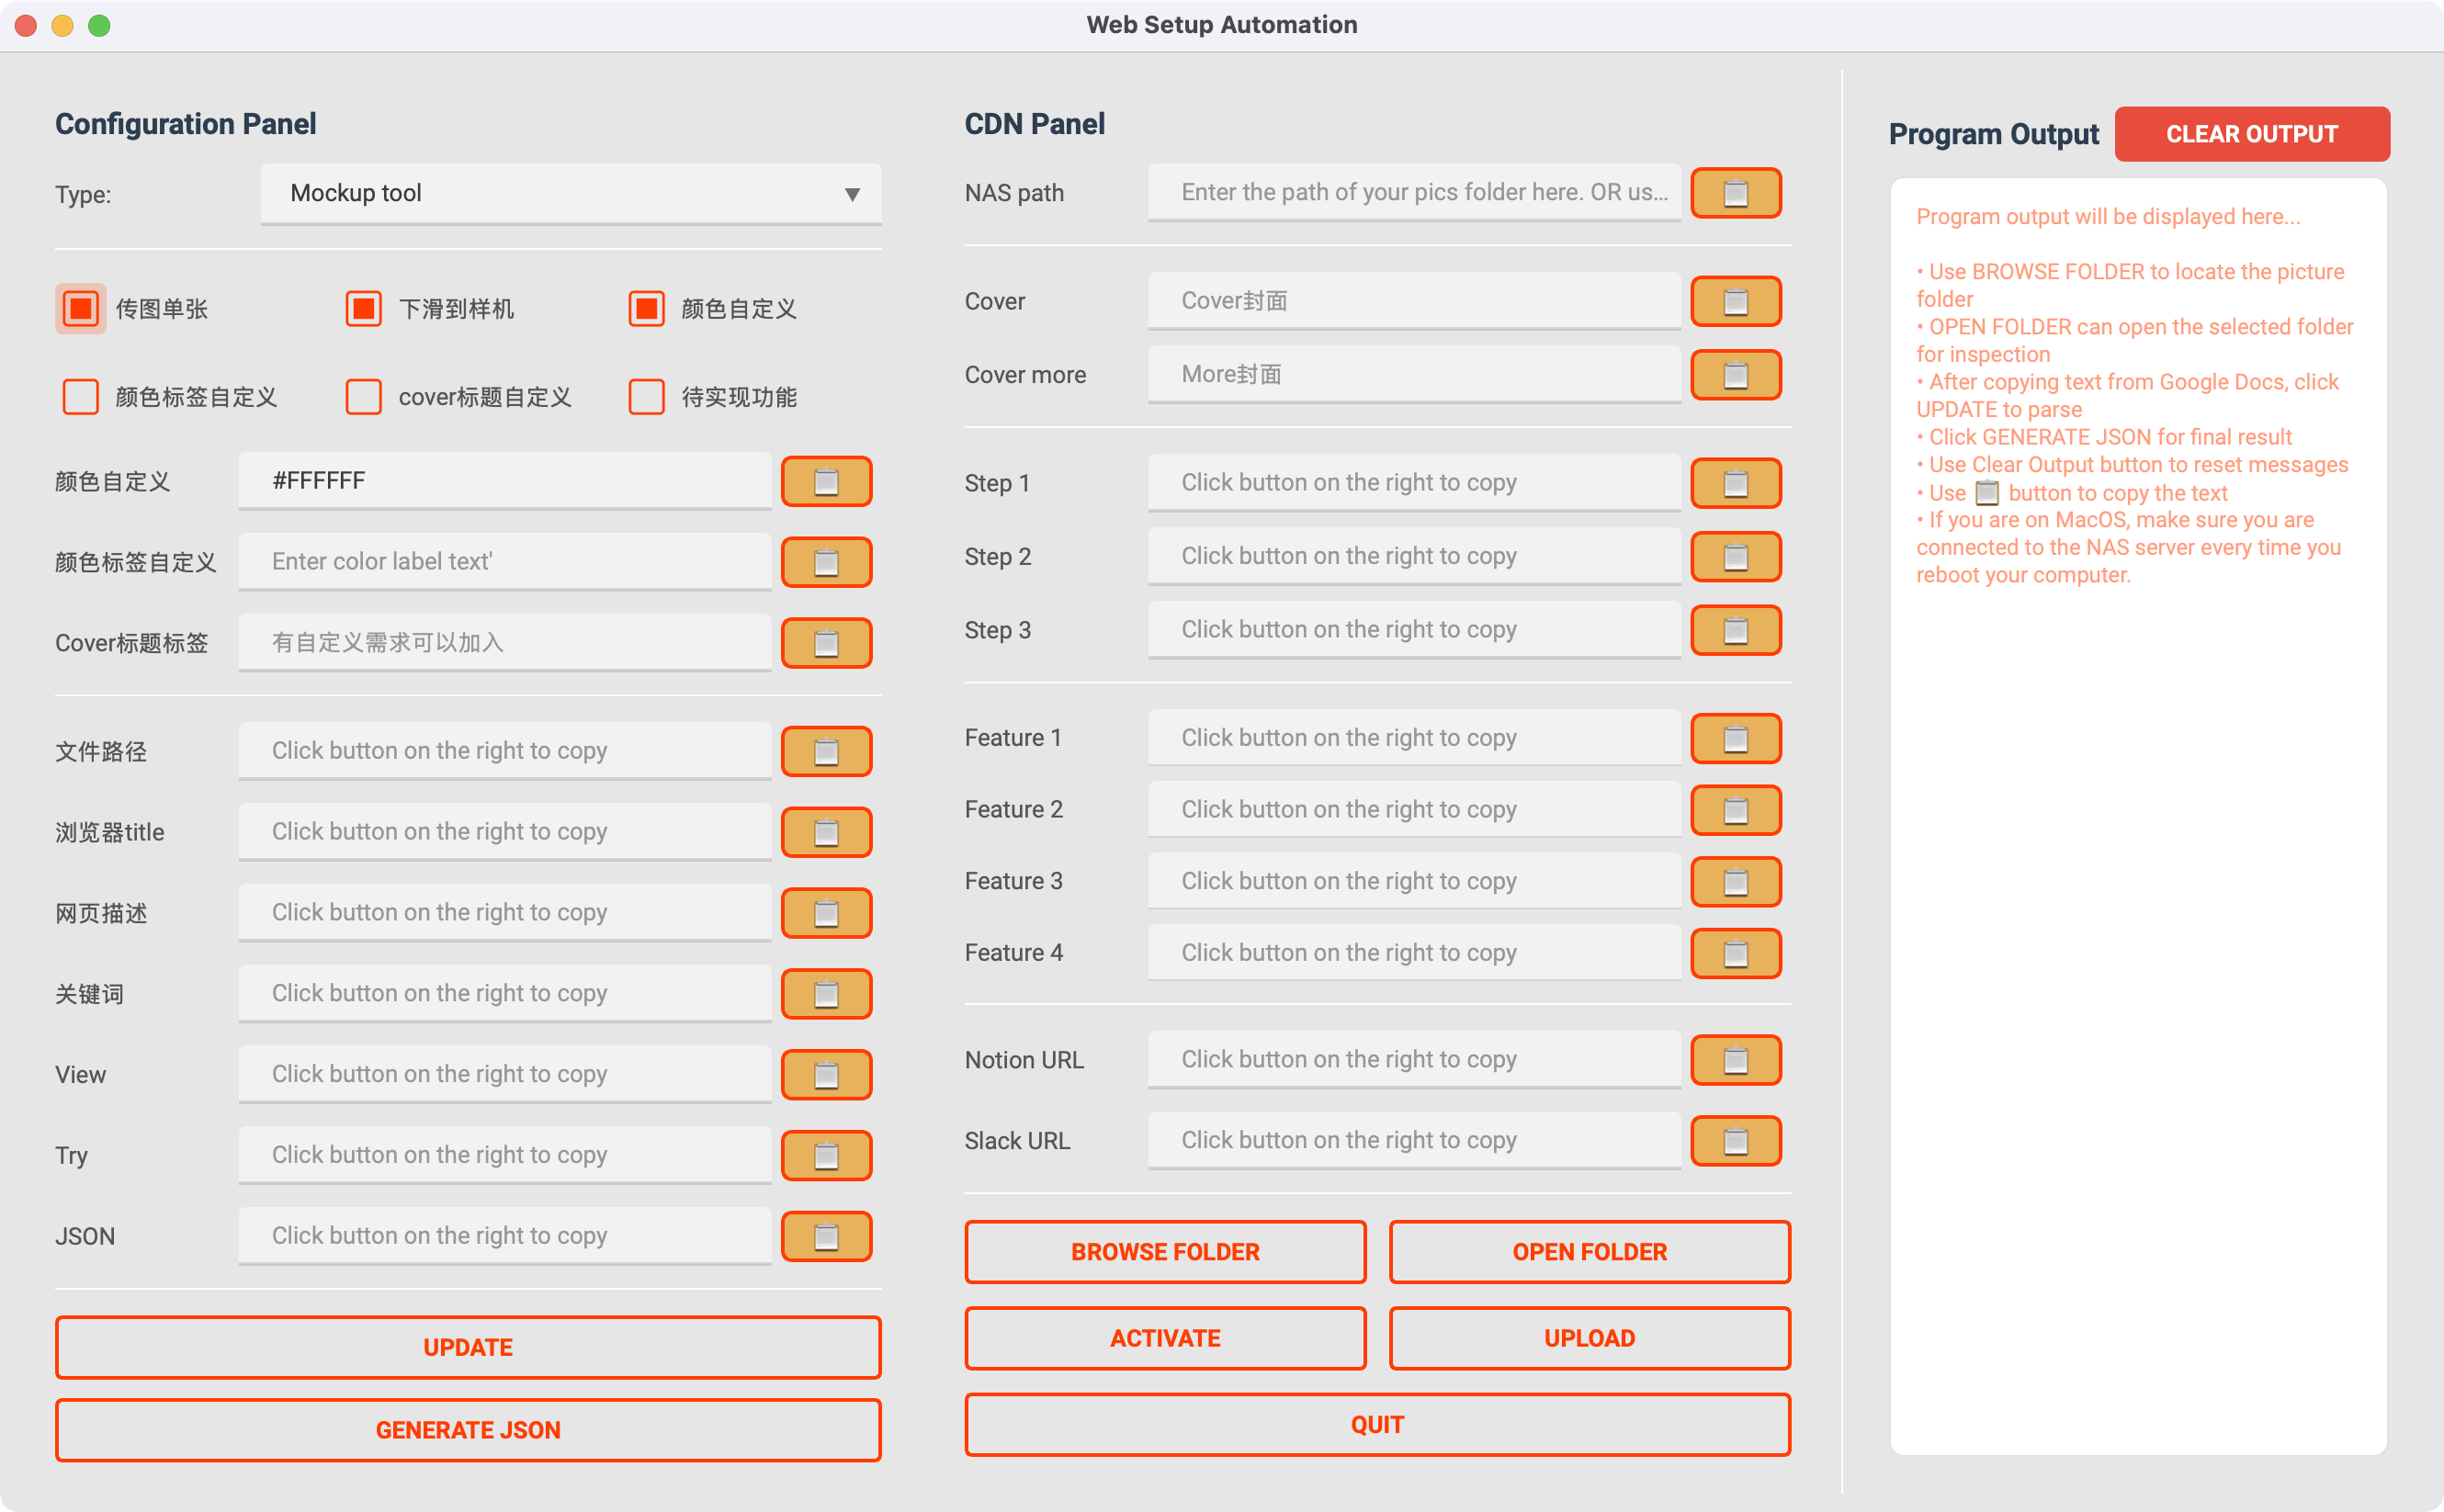 Web Setup Automation
Configuration Panel
Type:
Mockup tool
传图单张
下滑到样机
颜色自定义
颜色标签自定义
cover标题自定义
待实现功能
颜色自定义
#FFFFFF
颜色标签自定义
Enter color label text'
Cover标题标签
有自定义需求可以加入
文件路径
Click button on the right to copy
浏览器title
Click button on the right to copy
网页描述
Click button on the right to copy
关键词
Click button on the right to copy
View
Click button on the right to copy
Try
Click button on the right to copy
JSON
Click button on the right to copy
UPDATE
GENERATE JSON
CDN Panel
NAS path
Enter the path of your pics folder here. OR us...
Cover
Cover封面
Cover more
More封面
Step 1
Click button on the right to copy
Step 2
Click button on the right to copy
Step 3
Click button on the right to copy
Feature 1
Click button on the right to copy
Feature 2
Click button on the right to copy
Feature 3
Click button on the right to copy
Feature 4
Click button on the right to copy
Notion URL
Click button on the right to copy
Slack URL
Click button on the right to copy
BROWSE FOLDER
OPEN FOLDER
ACTIVATE
UPLOAD
QUIT
Program Output
CLEAR OUTPUT
Program output will be displayed here...
• Use BROWSE FOLDER to locate the picture
folder
• OPEN FOLDER can open the selected folder
for inspection
• After copying text from Google Docs, click
UPDATE to parse
• Click GENERATE JSON for final result
• Use Clear Output button to reset messages
• Use 📋 button to copy the text
• If you are on MacOS, make sure you are
connected to the NAS server every time you
reboot your computer.